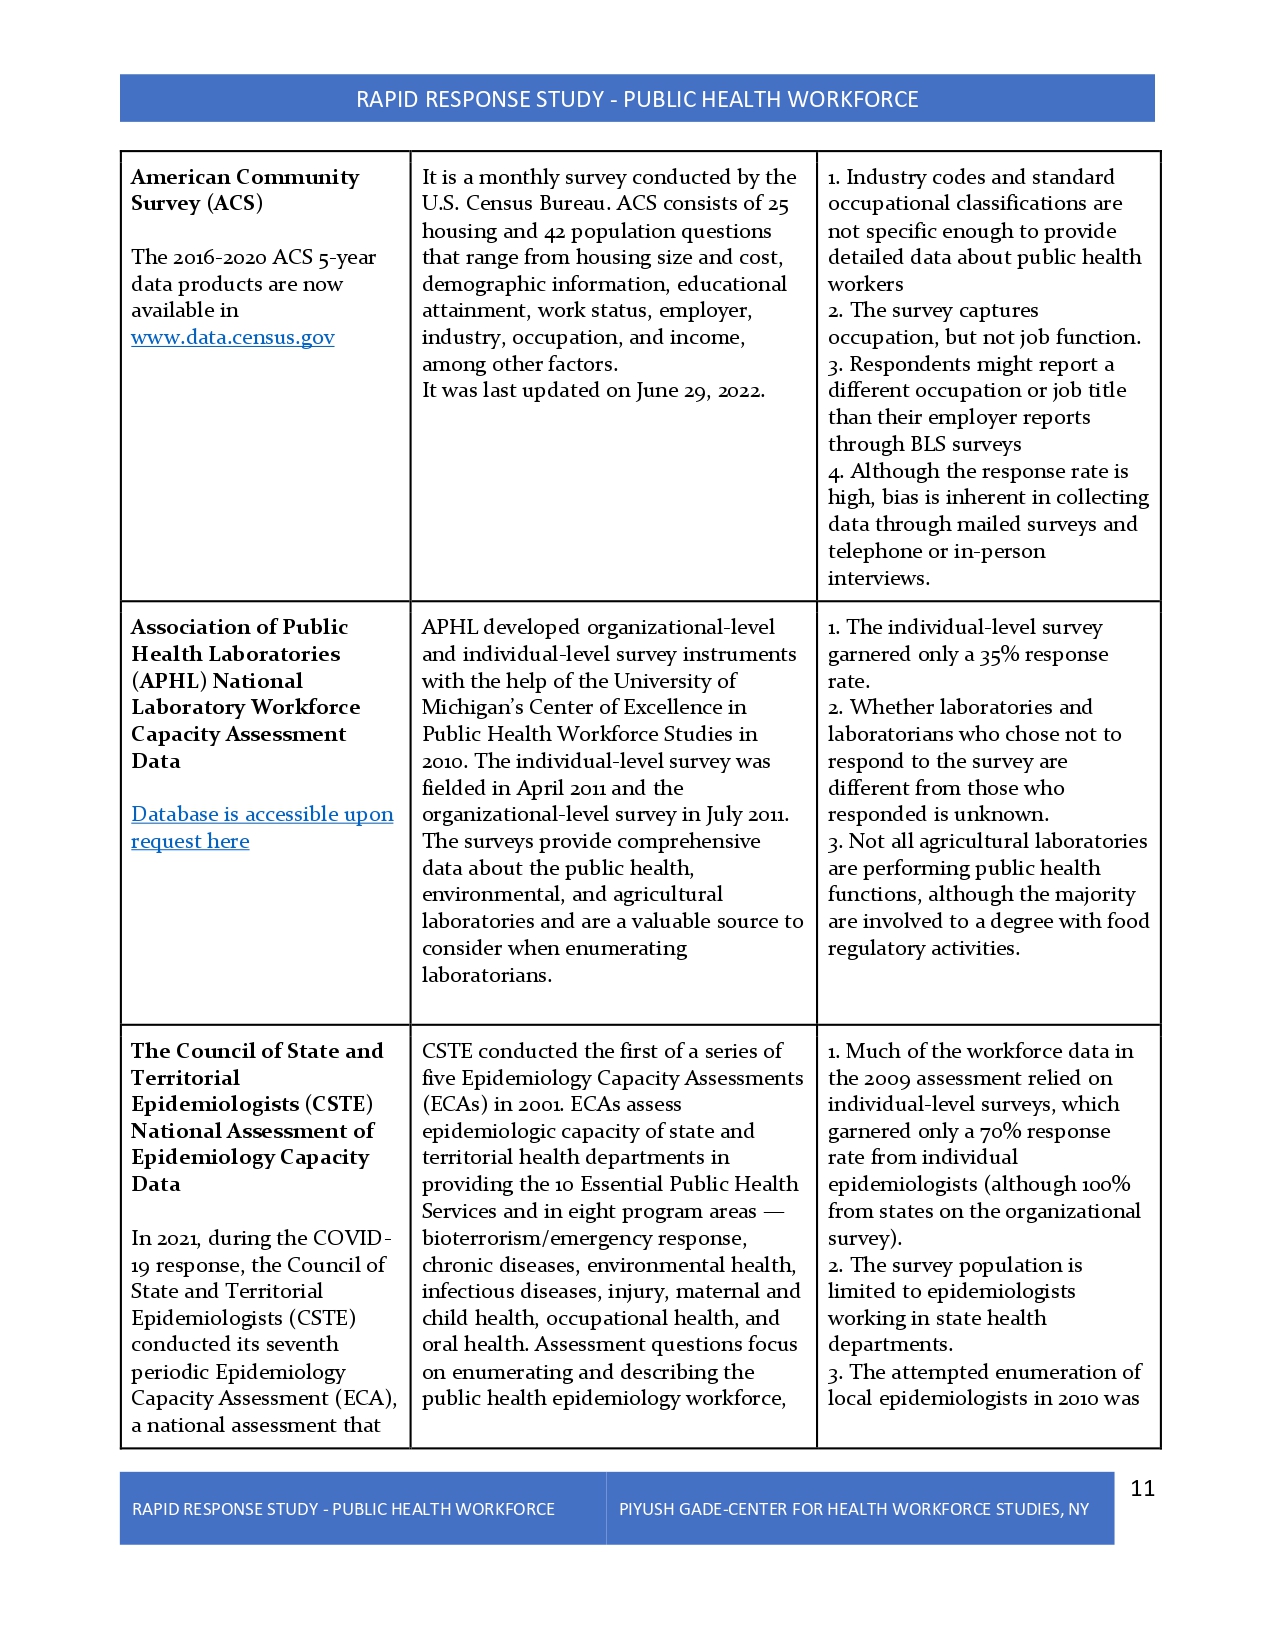 RAPID RESPONSE STUDY - PUBLIC HEALTH WORKFORCE
American Community
Survey (ACS)
The 2016-2020 ACS 5-year
data products are now
available in
www.data.census.gov
It is a monthly survey conducted by the
U.S. Census Bureau. ACS consists of 25
housing and 42 population questions
that range from housing size and cost,
demographic information, educational
attainment, work status, employer,
industry, occupation, and income,
among other factors.
It was last updated on June 29, 2022.
1. Industry codes and standard
occupational classifications are
not specific enough to provide
detailed data about public health
workers
2. The survey captures
occupation, but not job function.
3. Respondents might report a
different occupation or job title
than their employer reports
through BLS surveys
4. Although the response rate is
high, bias is inherent in collecting
data through mailed surveys and
telephone or in-person
interviews.
Association of Public
Health Laboratories
(APHL) National
Laboratory Workforce
Capacity Assessment
Data
Database is accessible upon
request here
APHL developed organizational-level
and individual-level survey instruments
with the help of the University of
Michigan’s Center of Excellence in
Public Health Workforce Studies in
2010. The individual-level survey was
fielded in April 2011 and the
organizational-level survey in July 2011.
The surveys provide comprehensive
data about the public health,
environmental, and agricultural
laboratories and are a valuable source to
consider when enumerating
laboratorians.
1. The individual-level survey
garnered only a 35% response
rate.
2. Whether laboratories and
laboratorians who chose not to
respond to the survey are
different from those who
responded is unknown.
3. Not all agricultural laboratories
are performing public health
functions, although the majority
are involved to a degree with food
regulatory activities.
The Council of State and
Territorial
Epidemiologists (CSTE)
National Assessment of
Epidemiology Capacity
Data
In 2021, during the COVID-
19 response, the Council of
State and Territorial
Epidemiologists (CSTE)
conducted its seventh
periodic Epidemiology
Capacity Assessment (ECA),
a national assessment that
CSTE conducted the first of a series of
five Epidemiology Capacity Assessments
(ECAs) in 2001. ECAs assess
epidemiologic capacity of state and
territorial health departments in
providing the 10 Essential Public Health
Services and in eight program areas —
bioterrorism/emergency response,
chronic diseases, environmental health,
infectious diseases, injury, maternal and
child health, occupational health, and
oral health. Assessment questions focus
on enumerating and describing the
public health epidemiology workforce,
1. Much of the workforce data in
the 2009 assessment relied on
individual-level surveys, which
garnered only a 70% response
rate from individual
epidemiologists (although 100%
from states on the organizational
survey).
2. The survey population is
limited to epidemiologists
working in state health
departments.
3. The attempted enumeration of
local epidemiologists in 2010 was
RAPID RESPONSE STUDY - PUBLIC HEALTH WORKFORCE
PIYUSH GADE-CENTER FOR HEALTH WORKFORCE STUDIES, NY
11